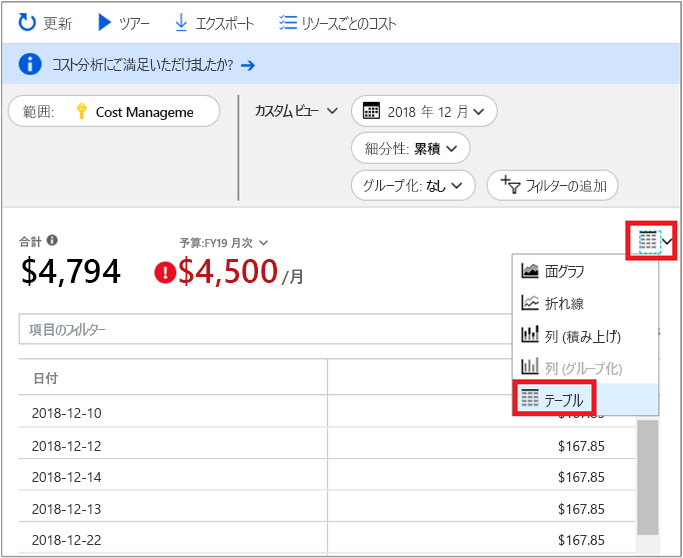 更新 ツアー エクスポート リソースごとのコスト
コスト分析にご満足いただけましたか? →
範囲: Cost Manageme カスタム ビュー 2018 年 12 月
細分性: 累積
グループ化: なし フィルターの追加
合計 予算:FY19 月次
$4,794 $4,500 /月
面グラフ
項目のフィルター 折れ線
列 (積み上げ)
列 (グループ化)
日付
テーブル
2018-12-10 $167.85
2018-12-12 $167.85
2018-12-14 $167.85
2018-12-13 $167.85
2018-12-22 $167.85